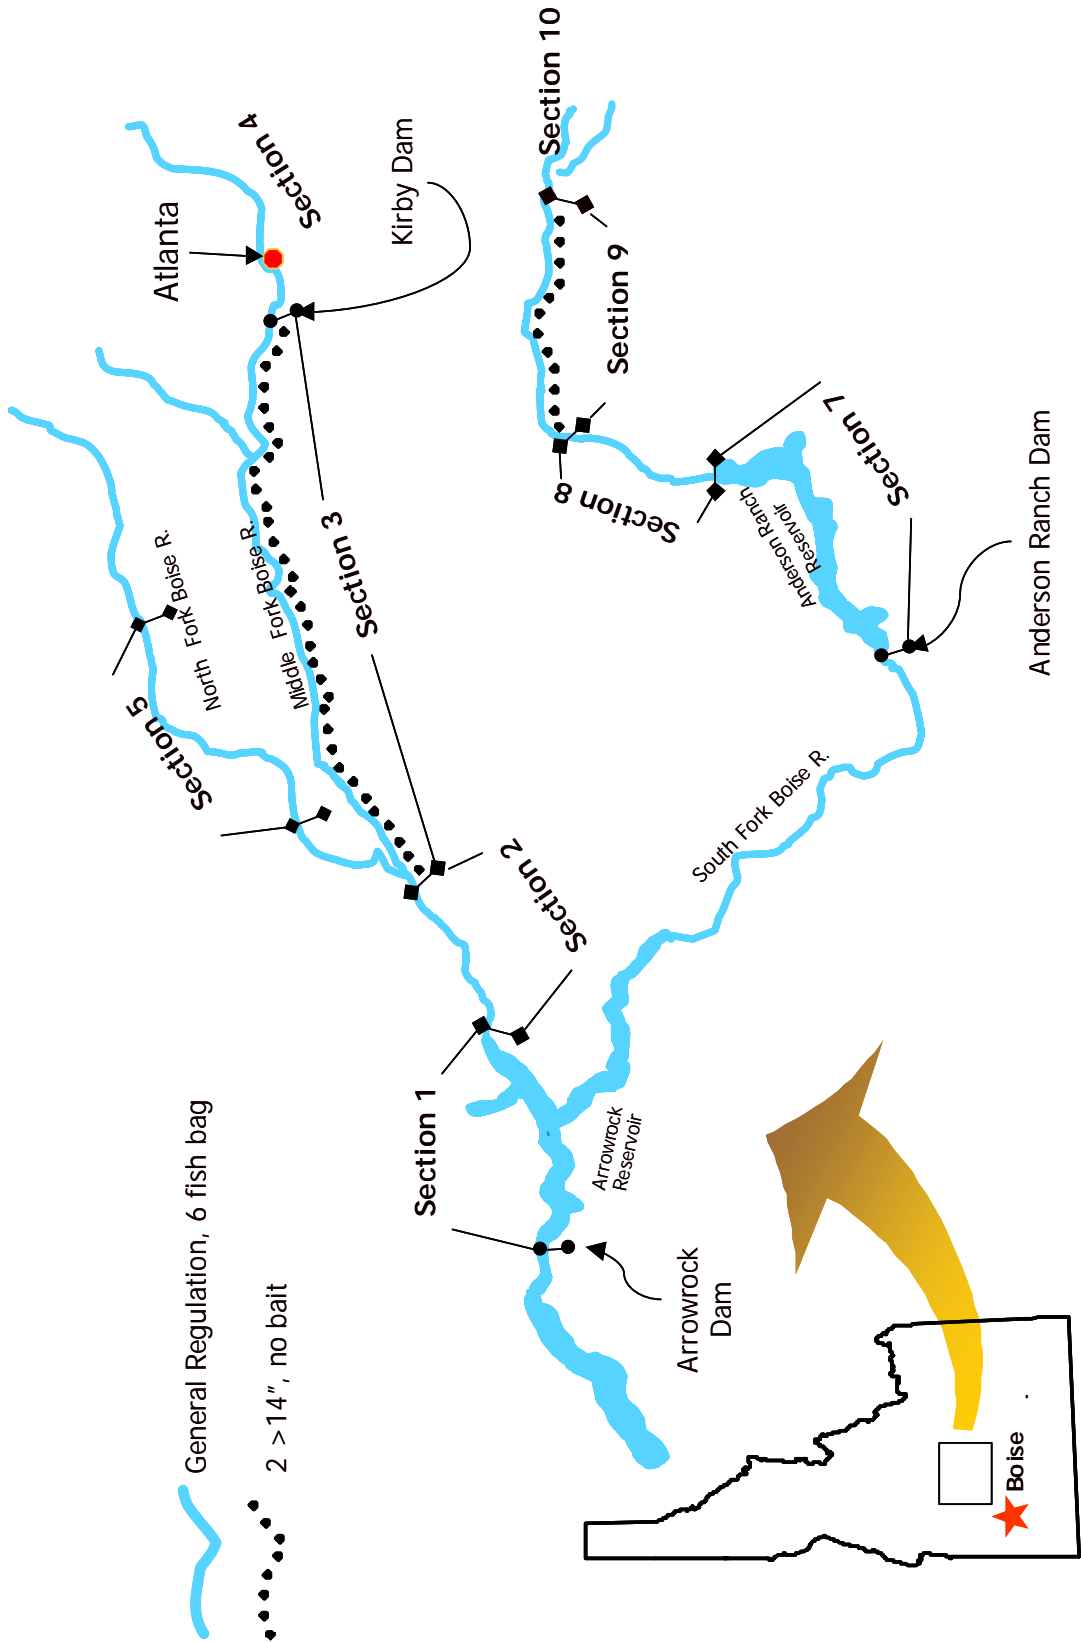 General Regulation, 6 fish bag
2 >14”, no bait
Section 5
North Fork Boise R.
Middle Fork Boise R.
Atlanta
Section 4
Kirby Dam
Section 3
Section 2
Section 1
Arrowrock
Reservoir
Arrowrock
Dam
South Fork Boise R.
Anderson Ranch Dam
Section 7
Anderson Ranch
Reservoir
Section 8
Section 9
Section 10
Boise